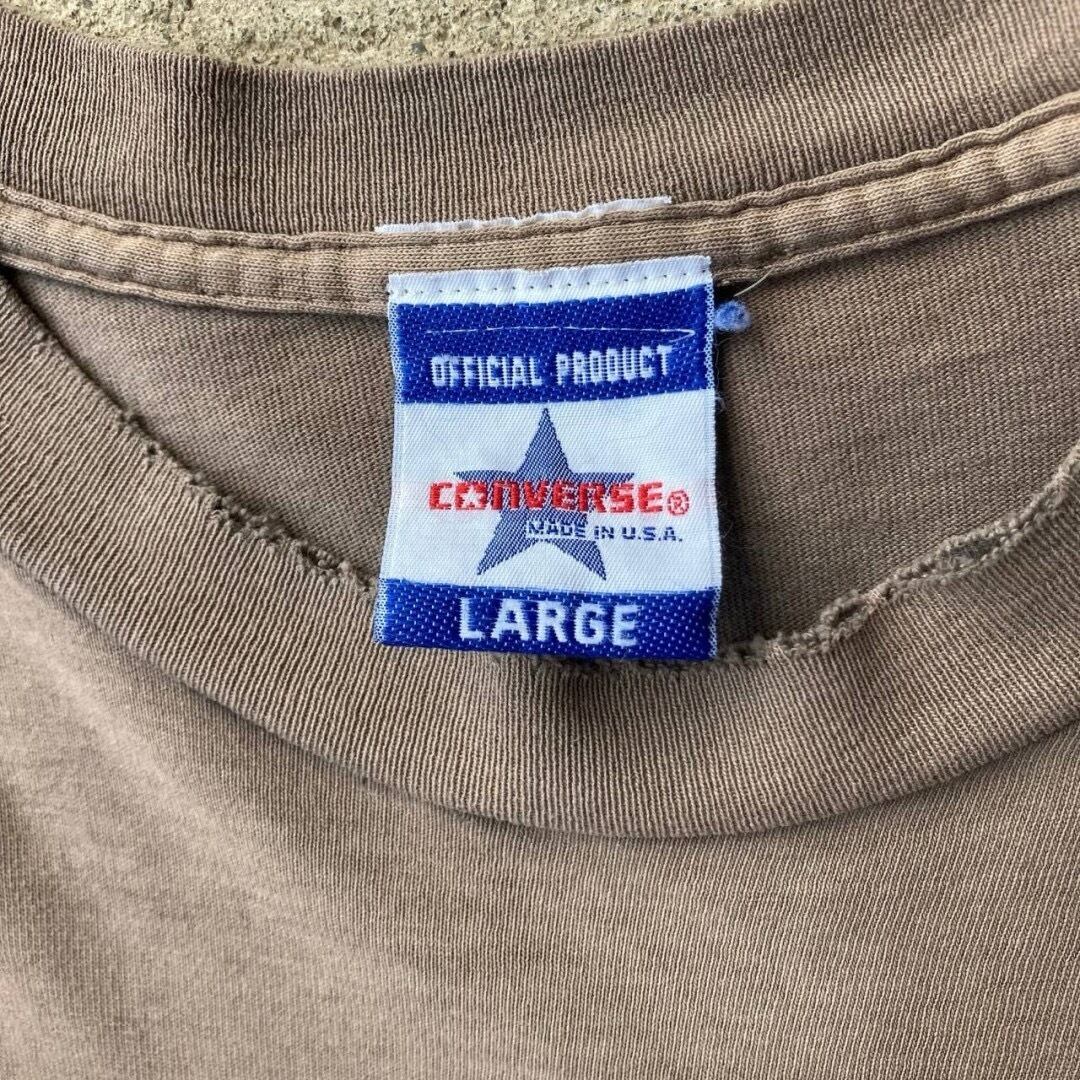 OFFICIAL PRODUCT
CONVERSE®
MADE IN U.S.A.
LARGE